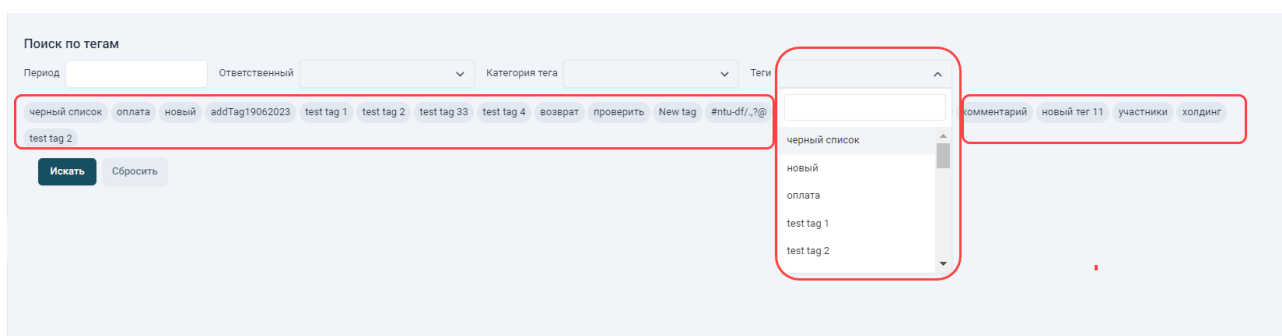 Поиск по тегам
Период Ответственный Категория тега Теги
черный список оплата новый addTag19062023 test tag 1 test tag 2 test tag 33 test tag 4 возврат проверить New tag #ntu-df/.,?@ комментарий новый тег 11 участники холдинг
test tag 2
Искать Сбросить
черный список
новый
оплата
test tag 1
test tag 2